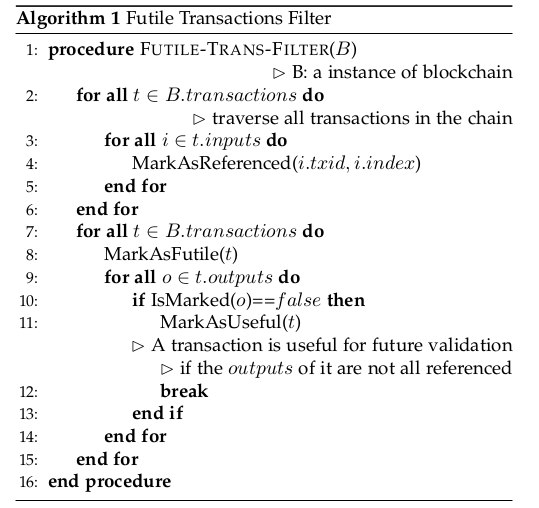 Algorithm 1 Futile Transactions Filter
1: procedure FUTILE-TRANS-FILTER(B)
▷ B: a instance of blockchain
2: for all t ∈ B.transactions do
▷ traverse all transactions in the chain
3: for all i ∈ t.inputs do
4: MarkAsReferenced(i.txid, i.index)
5: end for
6: end for
7: for all t ∈ B.transactions do
8: MarkAsFutile(t)
9: for all o ∈ t.outputs do
10: if IsMarked(o)==false then
11: MarkAsUseful(t)
▷ A transaction is useful for future validation
▷ if the outputs of it are not all referenced
12: break
13: end if
14: end for
15: end for
16: end procedure